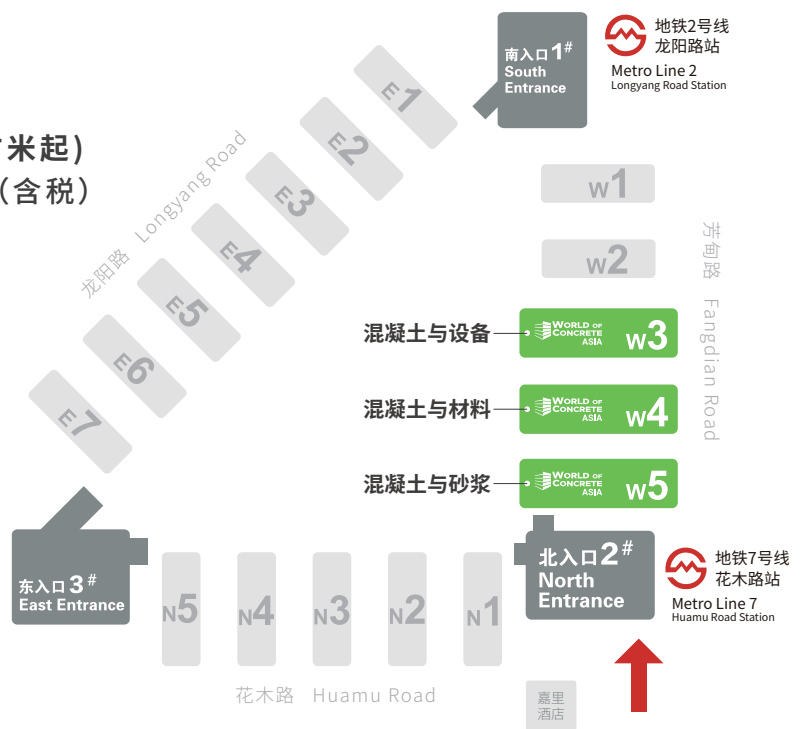 南入口1#
South
Entrance
地铁2号线
龙阳路站
Metro Line 2
Longyang Road Station
米起）
（含税）
龙阳路 Longyang Road
E1
E2
E3
E4
E5
E6
E7
W1
W2
芳甸路 Fangdian Road
混凝土与设备
WORLD OF
CONCRETE
ASIA
W3
混凝土与材料
WORLD OF
CONCRETE
ASIA
W4
混凝土与砂浆
WORLD OF
CONCRETE
ASIA
W5
东入口3#
East Entrance
N5
N4
N3
N2
N1
北入口2#
North
Entrance
地铁7号线
花木路站
Metro Line 7
Huamu Road Station
花木路 Huamu Road
嘉里
酒店